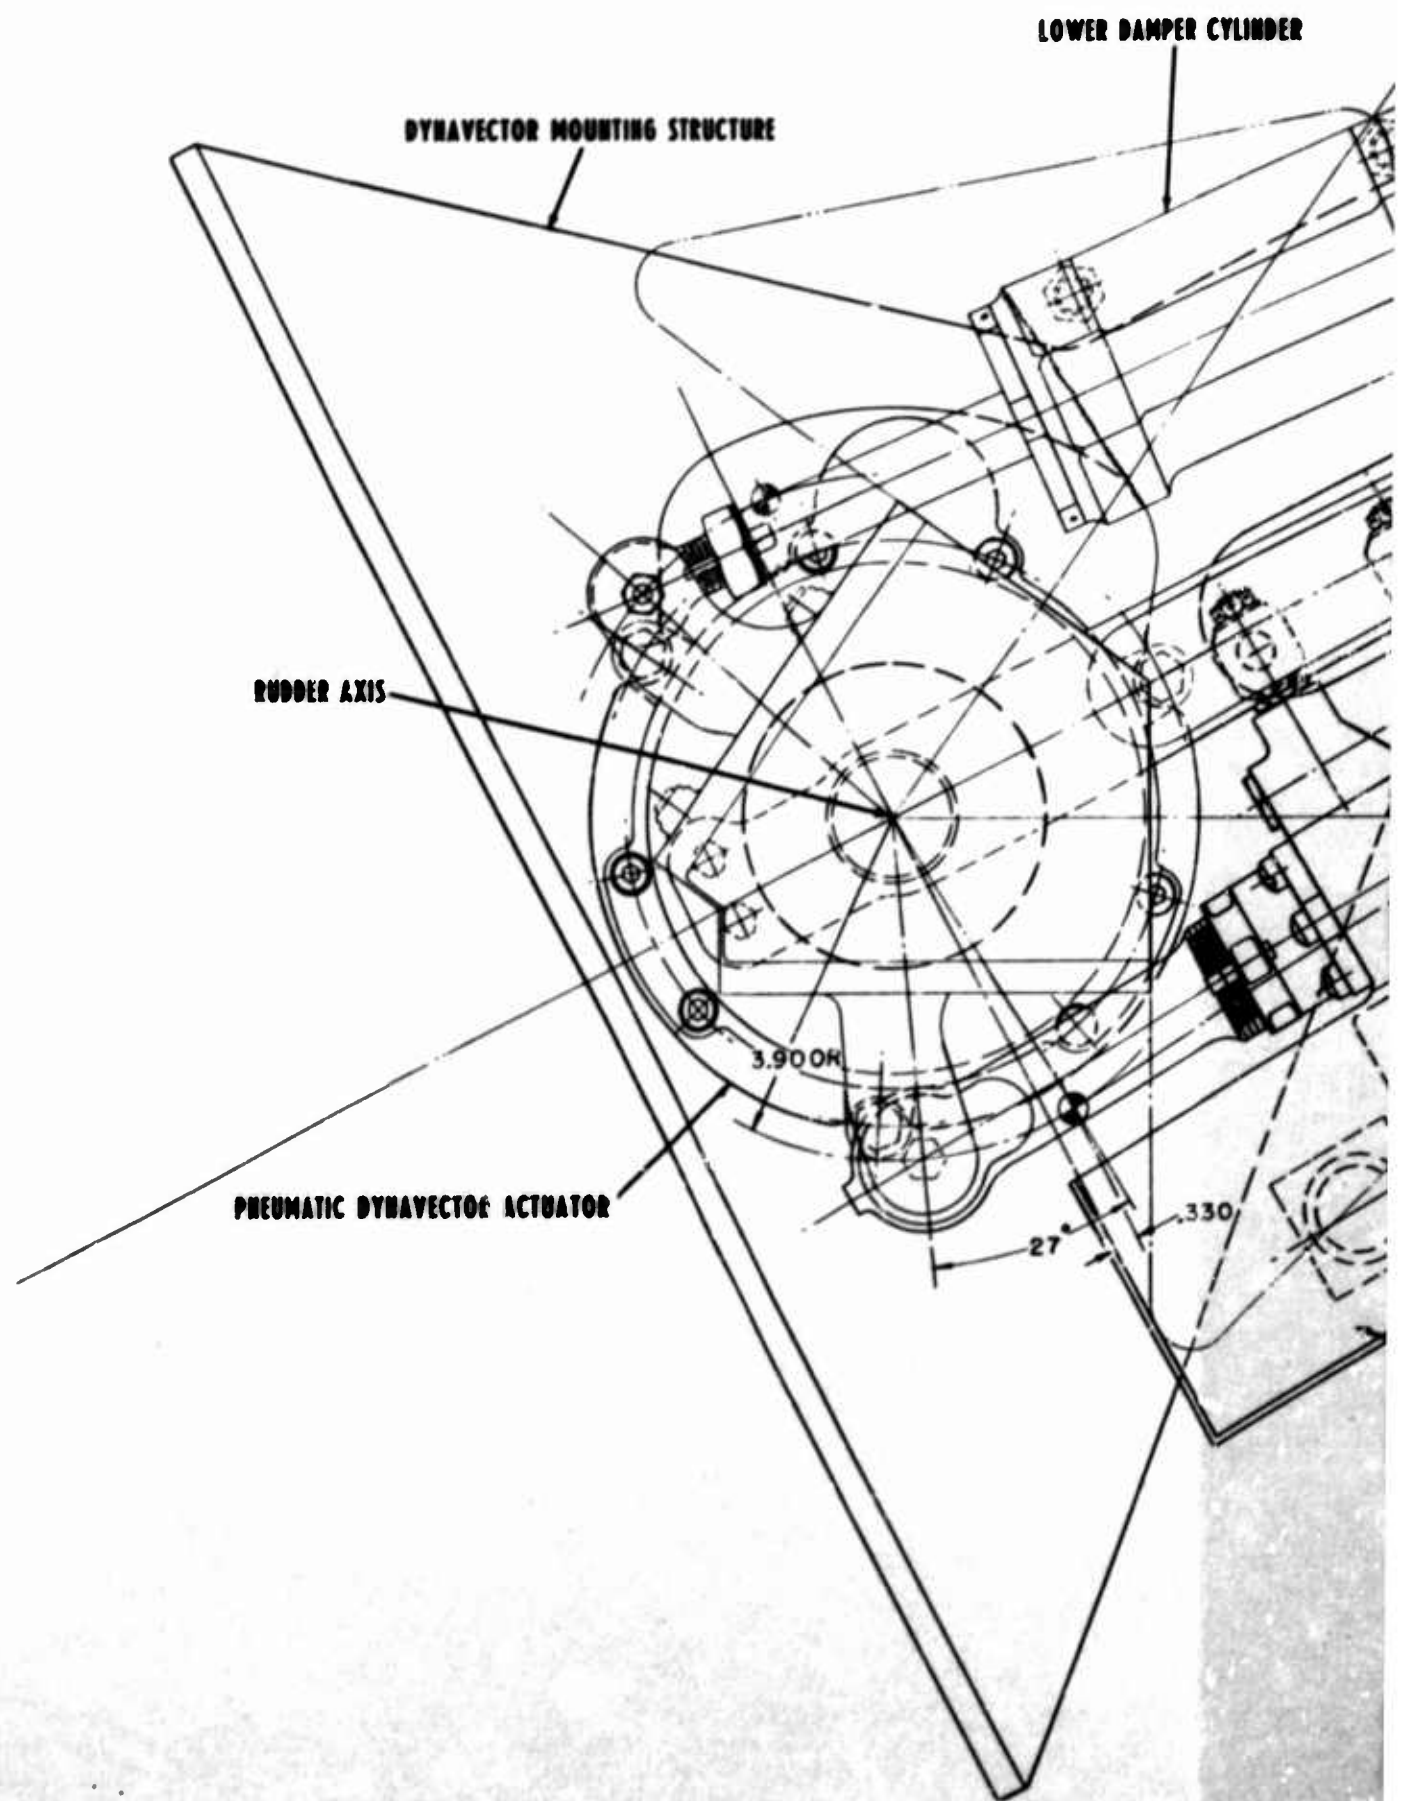 LOWER DAMPER CYLINDER
DYNAVECTOR MOUNTING STRUCTURE
RUDDER AXIS
3.900R
PNEUMATIC DYNAVECTOR ACTUATOR
.330
27°